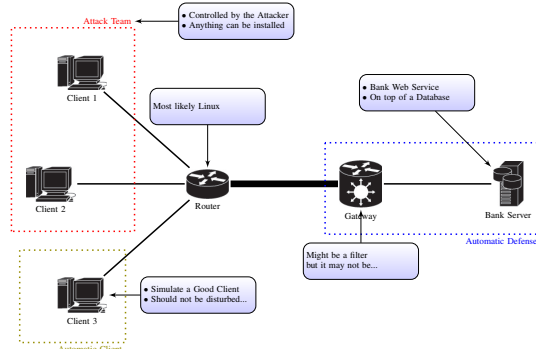 ● Controlled by the Attacker
● Anything can be installed
Attack Team
Client 1
Most likely Linux
● Bank Web Service
● On top of a Database
Client 2
Router
Gateway
Bank Server
Automatic Defense
Might be a filter
but it may not be...
● Simulate a Good Client
● Should not be disturbed...
Client 3
Automatic Client